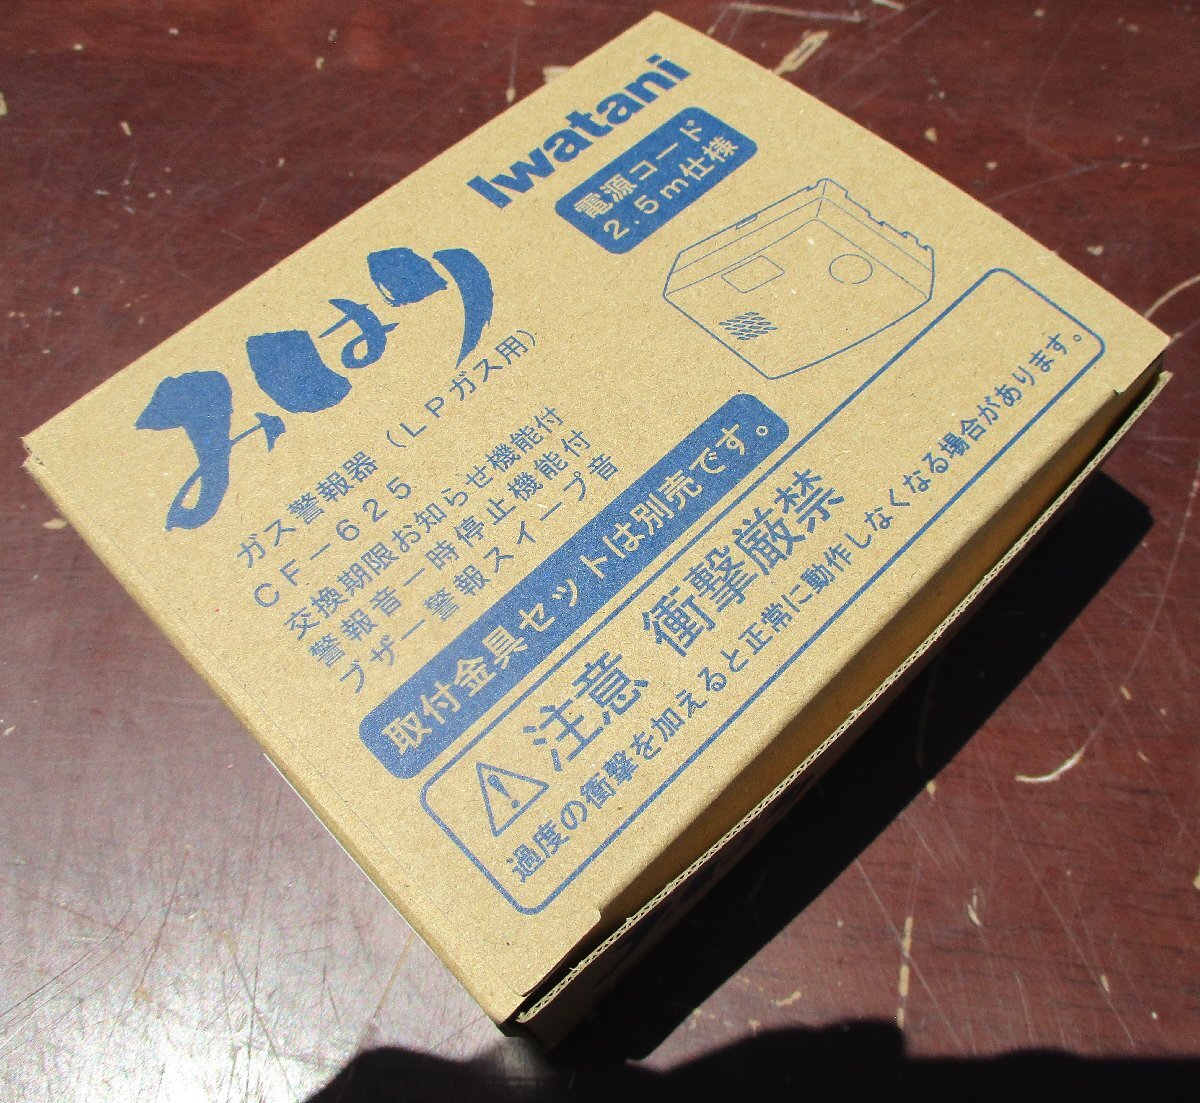 Iwatani
電源コード
2.5m仕様
みはり
ガス警報器（LPガス用）
CF－625
交換期限お知らせ機能付
警報音一時停止機能付
ブザー警報スイープ音
取付金具セットは別売です。
注意 衝撃厳禁
過度の衝撃を加えると正常に動作しなくなる場合があります。